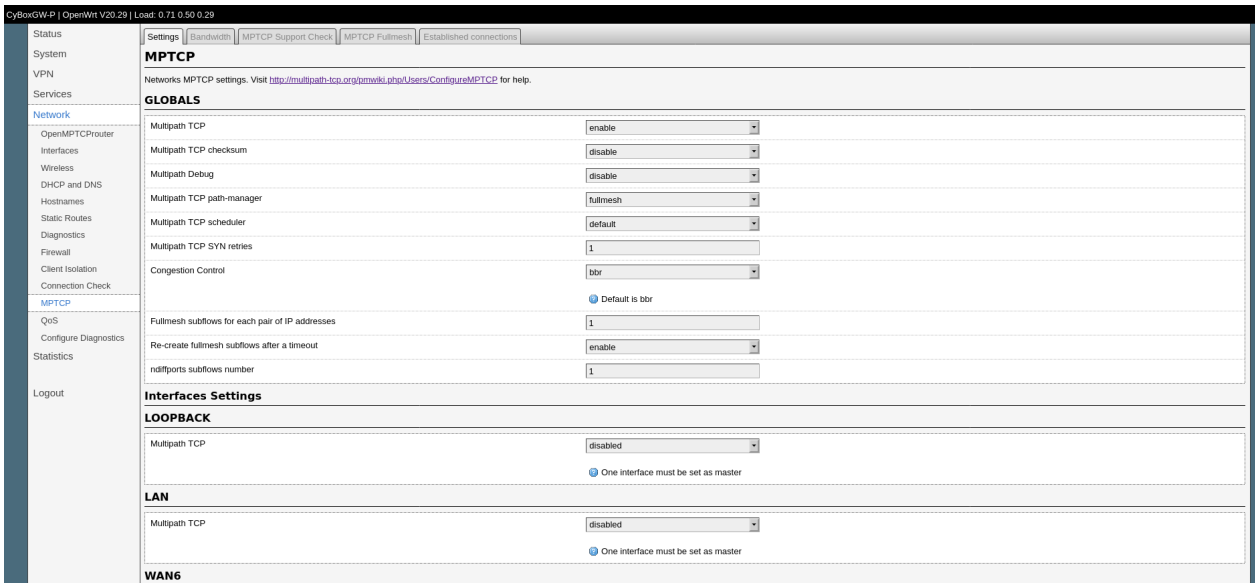 CyBoxGW-P | OpenWrt V20.29 | Load: 0.71 0.50 0.29
Status
System
VPN
Services
Network
OpenMPTCProuter
Interfaces
Wireless
DHCP and DNS
Hostnames
Static Routes
Diagnostics
Firewall
Client Isolation
Connection Check
MPTCP
QoS
Configure Diagnostics
Statistics
Logout
Settings Bandwidth MPTCP Support Check MPTCP Fullmesh Established connections
MPTCP
Networks MPTCP settings. Visit http://multipath-tcp.org/pmwiki.php/Users/ConfigureMPTCP for help.
GLOBALS
Multipath TCP enable
Multipath TCP checksum disable
Multipath Debug disable
Multipath TCP path-manager fullmesh
Multipath TCP scheduler default
Multipath TCP SYN retries 1
Congestion Control bbr
Default is bbr
Fullmesh subflows for each pair of IP addresses 1
Re-create fullmesh subflows after a timeout enable
ndiffports subflows number 1
Interfaces Settings
LOOPBACK
Multipath TCP disabled
One interface must be set as master
LAN
Multipath TCP disabled
One interface must be set as master
WAN6